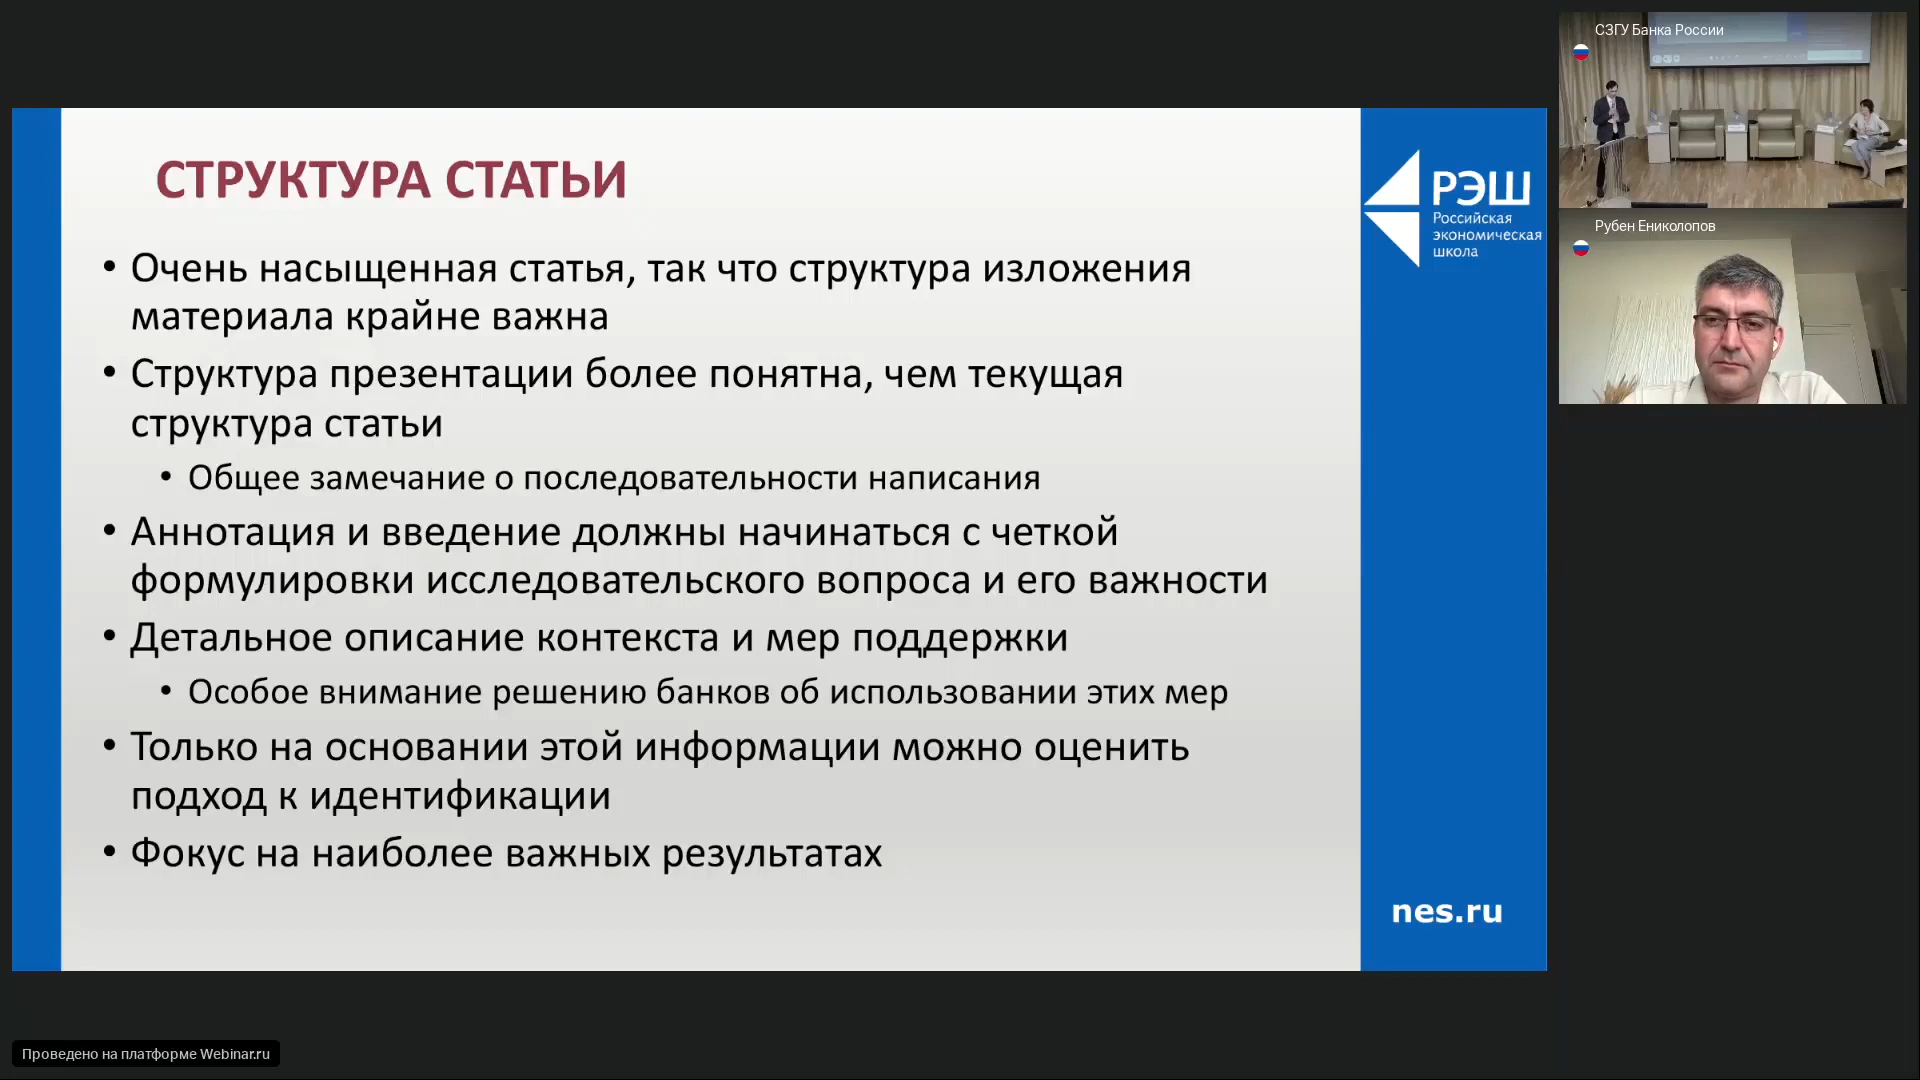 СТРУКТУРА СТАТЬИ
• Очень насыщенная статья, так что структура изложения
материала крайне важна
• Структура презентации более понятна, чем текущая
структура статьи
• Общее замечание о последовательности написания
• Аннотация и введение должны начинаться с четкой
формулировки исследовательского вопроса и его важности
• Детальное описание контекста и мер поддержки
• Особое внимание решению банков об использовании этих мер
• Только на основании этой информации можно оценить
подход к идентификации
• Фокус на наиболее важных результатах
РЭШ
Российская
экономическая
школа
nes.ru
СЗГУ Банка России
Рубен Ениколопов
Проведено на платформе Webinar.ru